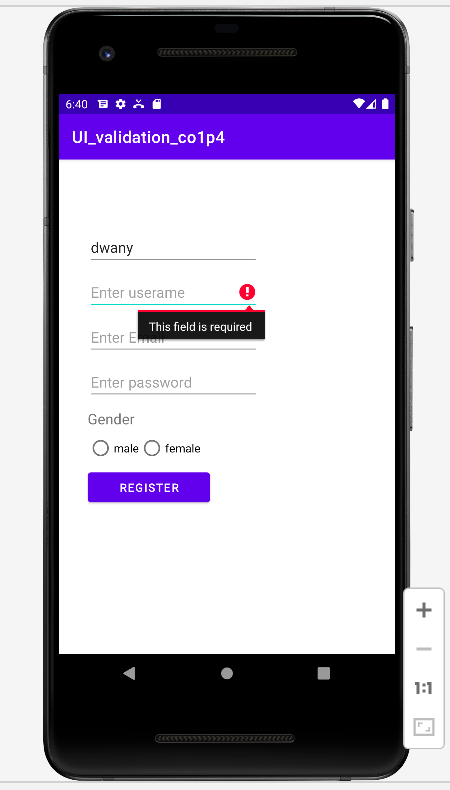 6:40
UI_validation_co1p4
dwany
Enter userame
This field is required
Enter Email
Enter password
Gender
male female
REGISTER
1:1